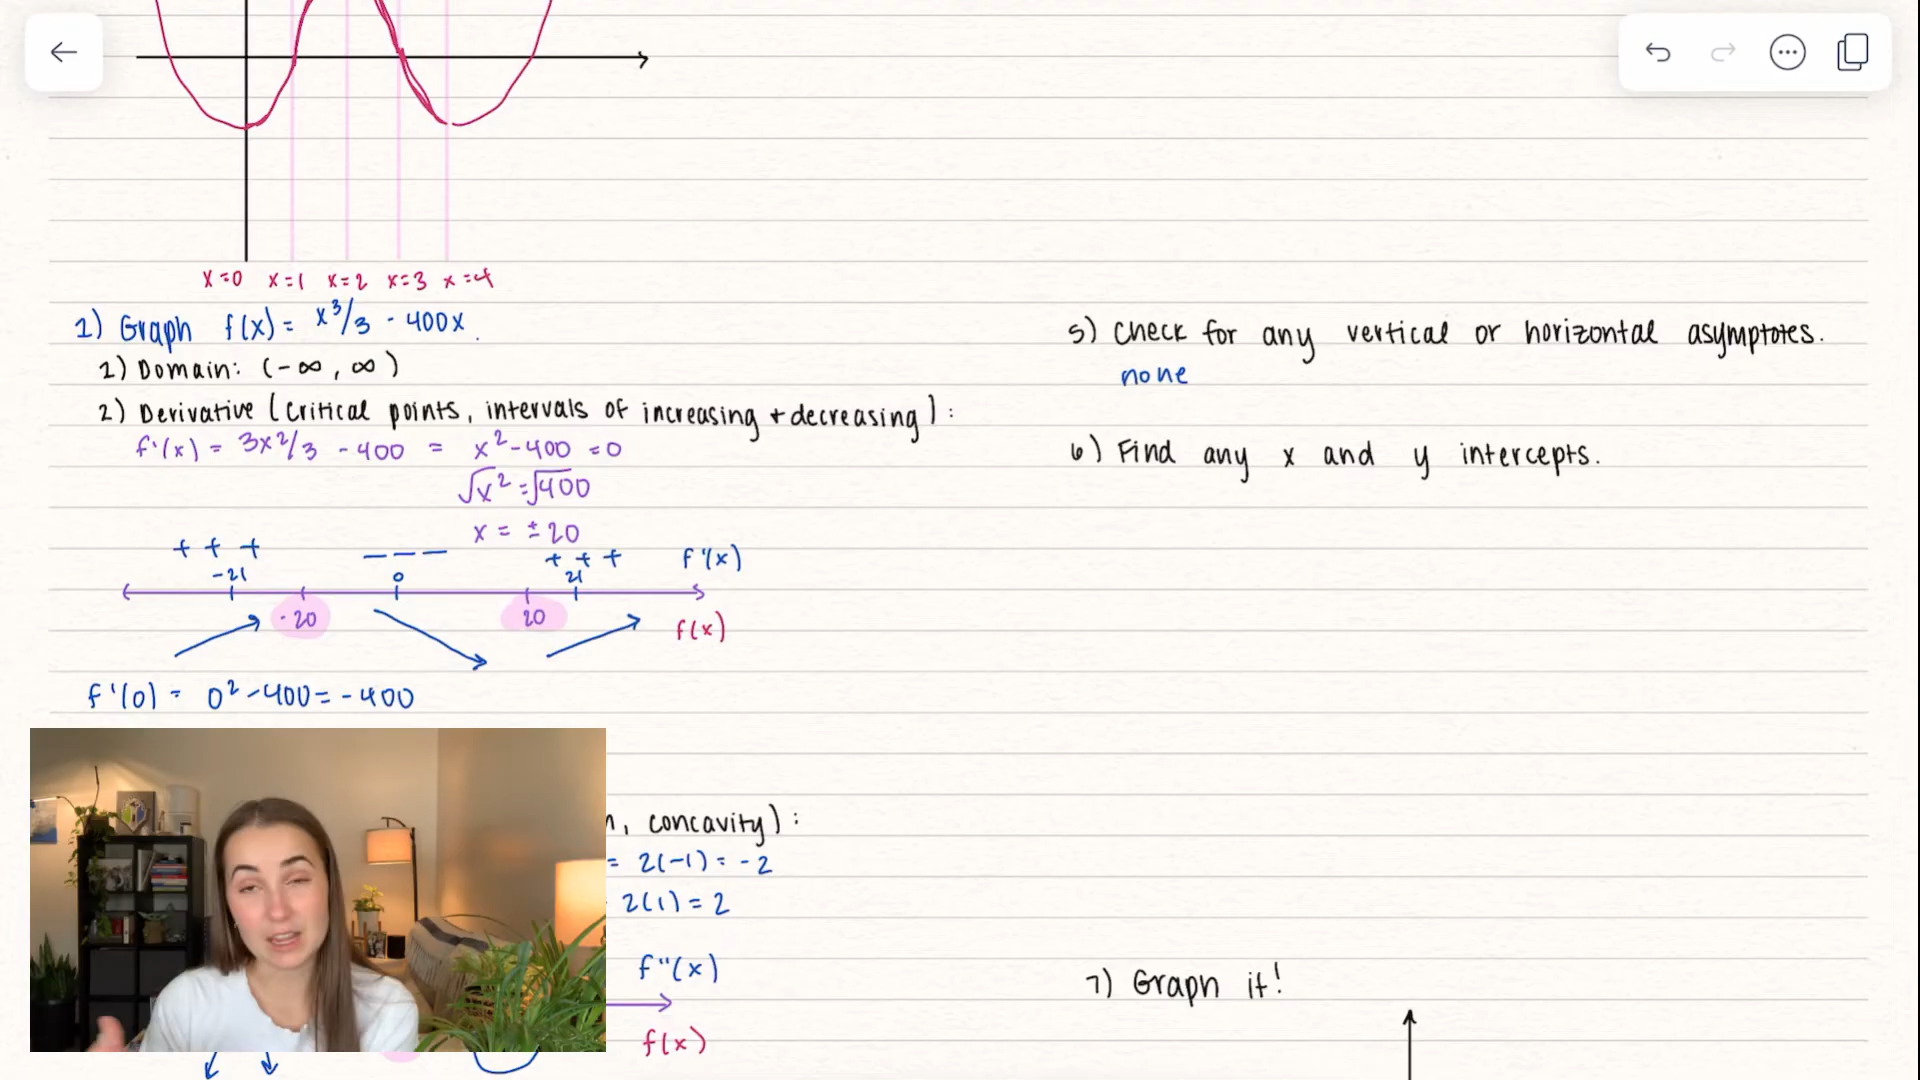 x=0 x=1 x=2 x=3 x=4
1) Graph f(x) = x³/3 - 400x.
1) Domain: (-∞, ∞)
2) Derivative (critical points, intervals of increasing + decreasing):
f'(x) = 3x²/3 - 400 = x²-400 = 0
√x² = √400
x = ±20
+ + + — — — + + + f'(x)
-21 0 21
-20 20 f(x)
f'(0) = 0²-400 = -400
, concavity):
= 2(-1) = -2
2(1) = 2
f"(x)
f(x)
5) Check for any vertical or horizontal asymptotes.
none
6) Find any x and y intercepts.
7) Graph it!